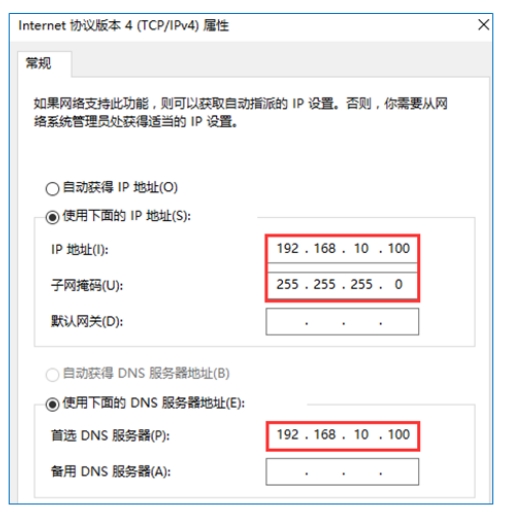 Internet 协议版本 4 (TCP/IPv4) 属性
常规
如果网络支持此功能，则可以获取自动指派的 IP 设置。否则，你需要从网
络系统管理员处获得适当的 IP 设置。
自动获得 IP 地址(O)
使用下面的 IP 地址(S):
IP 地址(I): 192 . 168 . 10 . 100
子网掩码(U): 255 . 255 . 255 . 0
默认网关(D): . . .
自动获得 DNS 服务器地址(B)
使用下面的 DNS 服务器地址(E):
首选 DNS 服务器(P): 192 . 168 . 10 . 100
备用 DNS 服务器(A): . . .